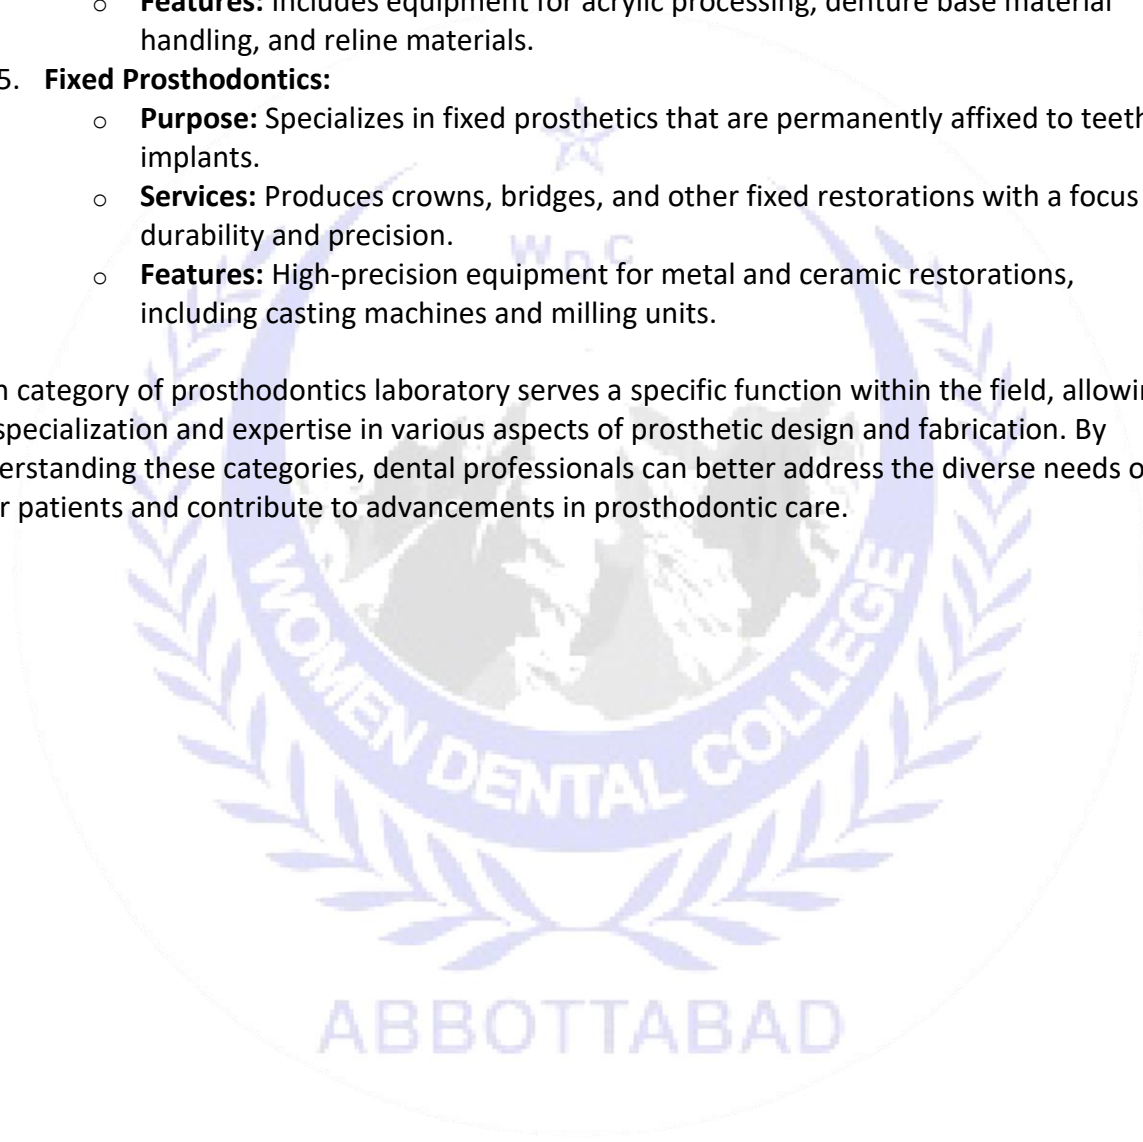 o Features: Includes equipment for acrylic processing, denture base material
handling, and reline materials.
5. Fixed Prosthodontics:
o Purpose: Specializes in fixed prosthetics that are permanently affixed to teeth
implants.
o Services: Produces crowns, bridges, and other fixed restorations with a focus
durability and precision.
o Features: High-precision equipment for metal and ceramic restorations,
including casting machines and milling units.
category of prosthodontics laboratory serves a specific function within the field,
specialization and expertise in various aspects of prosthetic design and fabrication. By
these categories, dental professionals can better address the diverse needs
patients and contribute to advancements in prosthodontic care.
WDC
WOMEN DENTAL COLLEGE
ABBOTTABAD